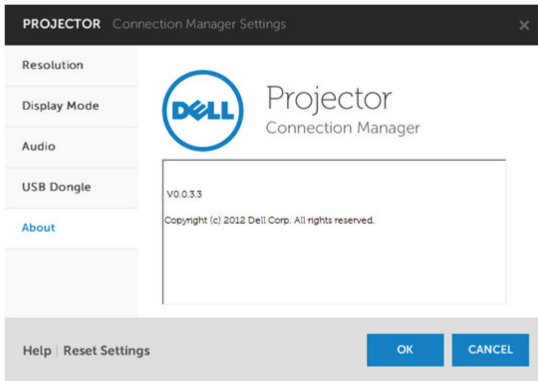 PROJECTOR Connection Manager Settings ×
Resolution
Display Mode
Audio
USB Dongle
About
DELL
Projector
Connection Manager
V0.0.3.3
Copyright (c) 2012 Dell Corp. All rights reserved.
Help | Reset Settings
OK
CANCEL